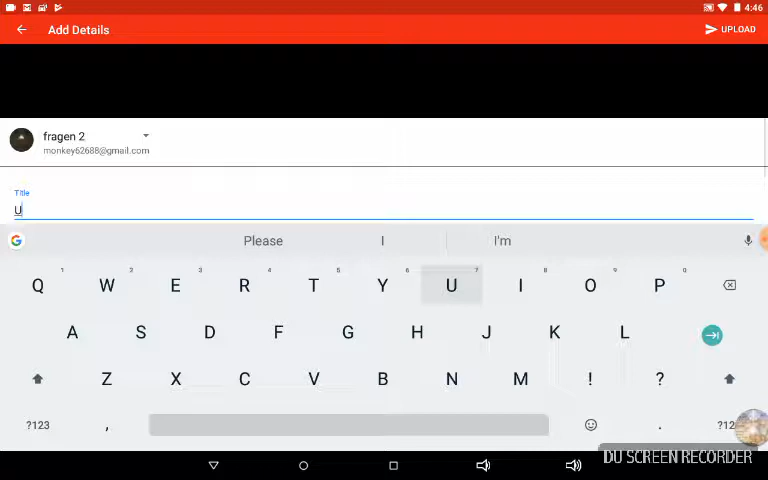 4:46
Add Details
UPLOAD
fragen 2
monkey62688@gmail.com
Title
U
Please I I'm
1 2 3 4 5 6 7 8 9 0
Q W E R T Y U I O P
A S D F G H J K L
Z X C V B N M ! ?
?123 , . ?12
DU SCREEN RECORDER